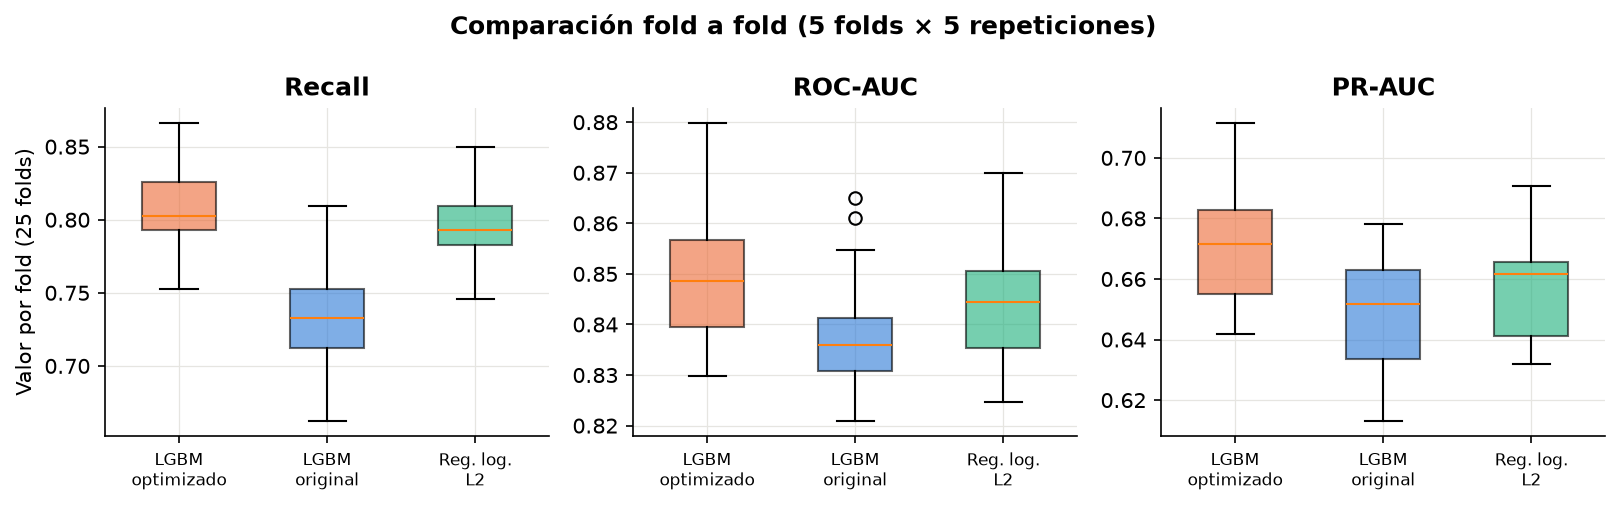 Comparación fold a fold (5 folds × 5 repeticiones)
Recall
Valor por fold (25 folds)
0.85
0.80
0.75
0.70
LGBM
optimizado
LGBM
original
Reg. log.
L2
ROC-AUC
0.88
0.87
0.86
0.85
0.84
0.83
0.82
LGBM
optimizado
LGBM
original
Reg. log.
L2
PR-AUC
0.70
0.68
0.66
0.64
0.62
LGBM
optimizado
LGBM
original
Reg. log.
L2